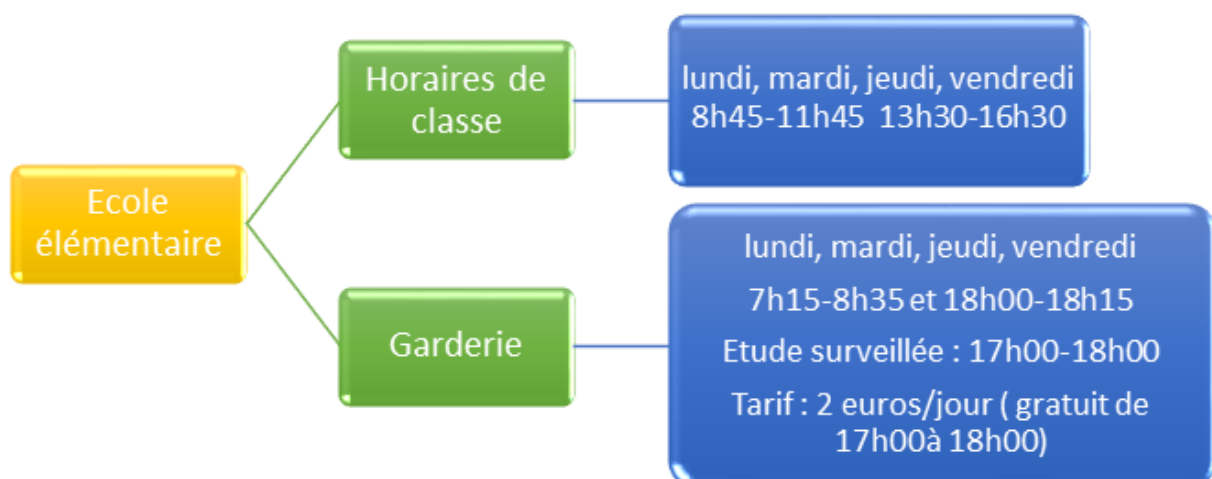 Ecole
élémentaire
Horaires de
classe
lundi, mardi, jeudi, vendredi
8h45-11h45 13h30-16h30
Garderie
lundi, mardi, jeudi, vendredi
7h15-8h35 et 18h00-18h15
Etude surveillée : 17h00-18h00
Tarif : 2 euros/jour ( gratuit de
17h00à 18h00)